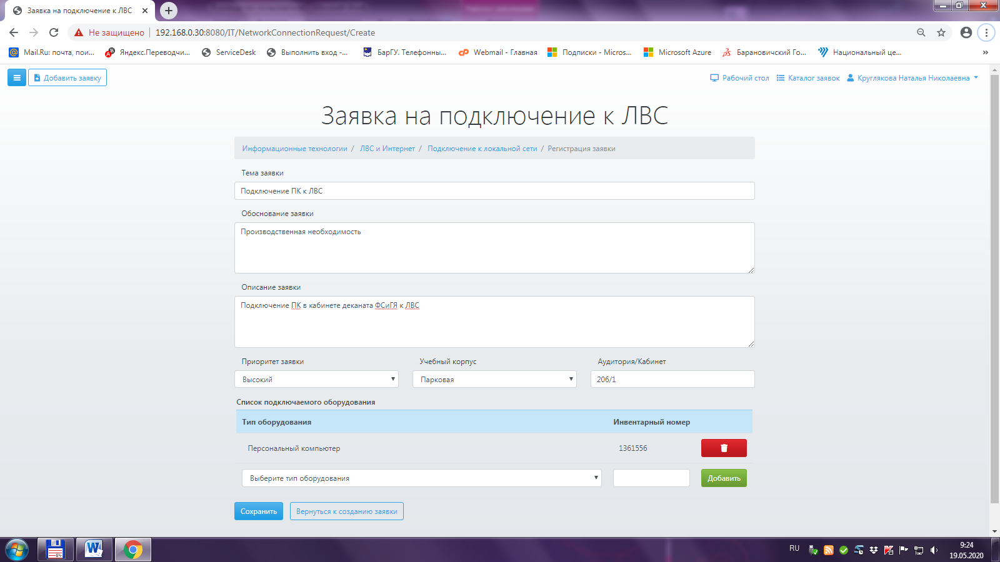 Заявка на подключение к ЛВС
Не защищено 192.168.0.30:8080/IT/NetworkConnectionRequest/Create
Mail.Ru: почта, пои... Яндекс.Переводчи... ServiceDesk Выполнить вход -... БарГУ. Телефонны... Webmail - Главная Подписки - Micros... Microsoft Azure Барановичский Го... Национальный це... »
Добавить заявку Рабочий стол Каталог заявок Круглякова Наталья Николаевна
Заявка на подключение к ЛВС
Информационные технологии / ЛВС и Интернет / Подключение к локальной сети / Регистрация заявки
Тема заявки
Подключение ПК к ЛВС
Обоснование заявки
Производственная необходимость
Описание заявки
Подключение ПК в кабинете деканата ФСиГЯ к ЛВС
Приоритет заявки Учебный корпус Аудитория/Кабинет
Высокий Парковая 206/1
Список подключаемого оборудования
Тип оборудования Инвентарный номер
Персональный компьютер 1361556
Выберите тип оборудования Добавить
Сохранить Вернуться к созданию заявки
RU 9:24
19.05.2020